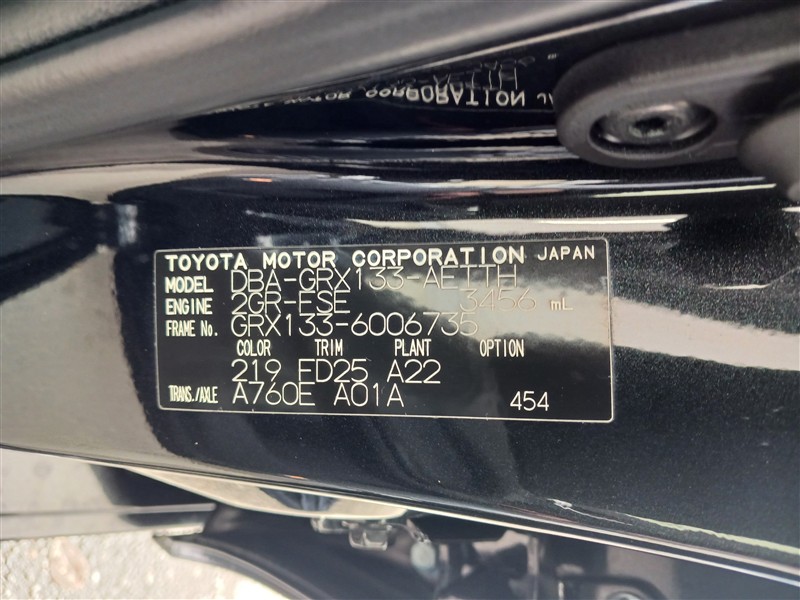 TOYOTA MOTOR CORPORATION JAPAN
MODEL DBA-GRX133-AETTH
ENGINE 2GR-FSE 3456 mL
FRAME No. GRX133-6006735
COLOR TRIM PLANT OPTION
219 FD25 A22
TRANS./AXLE A760E A01A 454